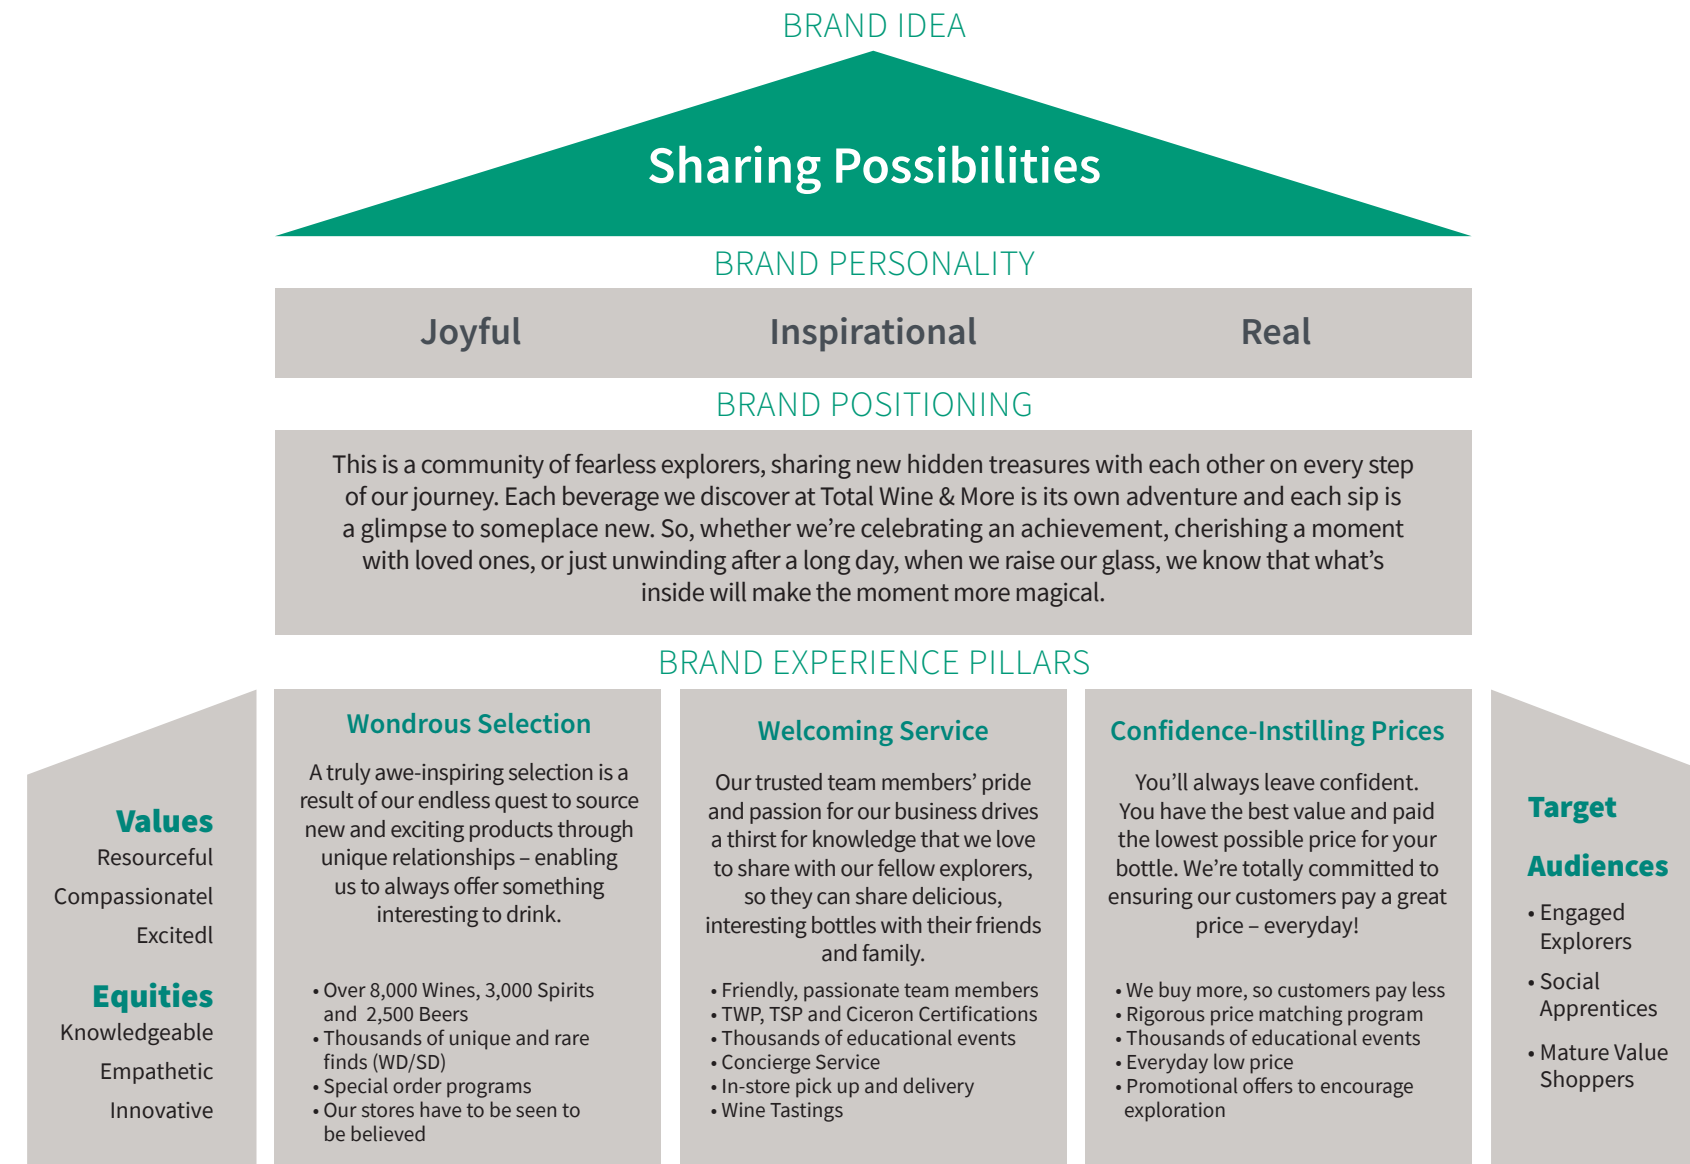 BRAND IDEA
Sharing Possibilities
BRAND PERSONALITY
Joyful
Inspirational
Real
BRAND POSITIONING
This is a community of fearless explorers, sharing new hidden treasures with each other on every step
of our journey. Each beverage we discover at Total Wine & More is its own adventure and each sip is
a glimpse to someplace new. So, whether we’re celebrating an achievement, cherishing a moment
with loved ones, or just unwinding after a long day, when we raise our glass, we know that what’s
inside will make the moment more magical.
BRAND EXPERIENCE PILLARS
Values
Resourceful
Compassionatel
Excitedl
Equities
Knowledgeable
Empathetic
Innovative
Wondrous Selection
A truly awe-inspiring selection is a
result of our endless quest to source
new and exciting products through
unique relationships – enabling
us to always offer something
interesting to drink.
• Over 8,000 Wines, 3,000 Spirits
and 2,500 Beers
• Thousands of unique and rare
finds (WD/SD)
• Special order programs
• Our stores have to be seen to
be believed
Welcoming Service
Our trusted team members’ pride
and passion for our business drives
a thirst for knowledge that we love
to share with our fellow explorers,
so they can share delicious,
interesting bottles with their friends
and family.
• Friendly, passionate team members
• TWP, TSP and Ciceron Certifications
• Thousands of educational events
• Concierge Service
• In-store pick up and delivery
• Wine Tastings
Confidence-Instilling Prices
You’ll always leave confident.
You have the best value and paid
the lowest possible price for your
bottle. We’re totally committed to
ensuring our customers pay a great
price – everyday!
• We buy more, so customers pay less
• Rigorous price matching program
• Thousands of educational events
• Everyday low price
• Promotional offers to encourage
exploration
Target
Audiences
• Engaged
Explorers
• Social
Apprentices
• Mature Value
Shoppers